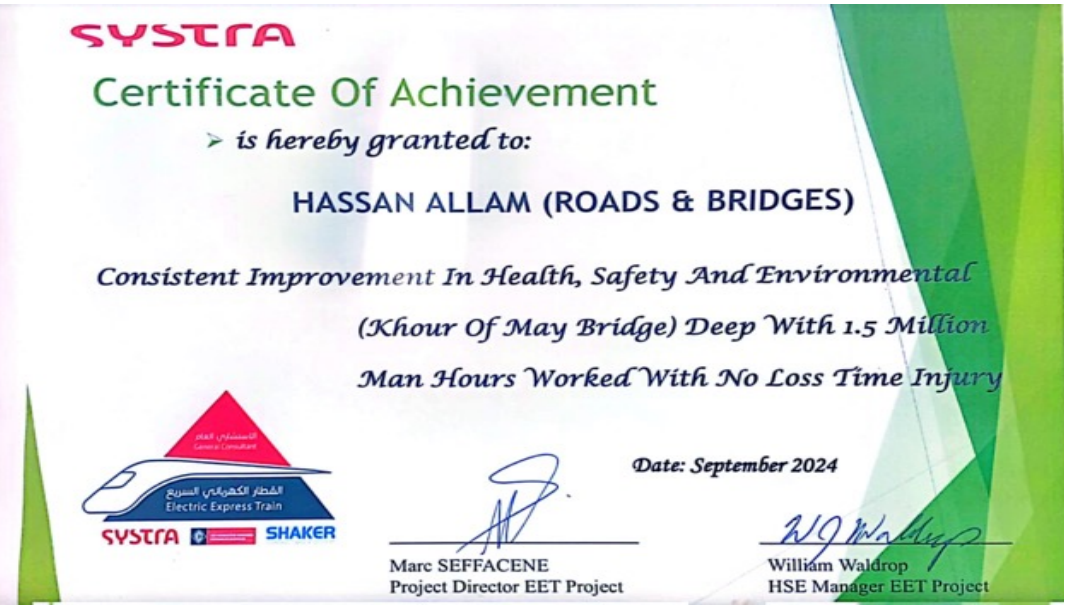 SYSTRA
Certificate Of Achievement
➢ is hereby granted to:
HASSAN ALLAM (ROADS & BRIDGES)
Consistent Improvement In Health, Safety And Environmental
(Khour Of May Bridge) Deep With 1.5 Million
Man Hours Worked With No Loss Time Injury
Date: September 2024
الاستشاري العام
General Consultant
القطار الكهربائي السريع
Electric Express Train
SYSTRA
SHAKER
Marc SEFFACENE
Project Director EET Project
William Waldrop
HSE Manager EET Project